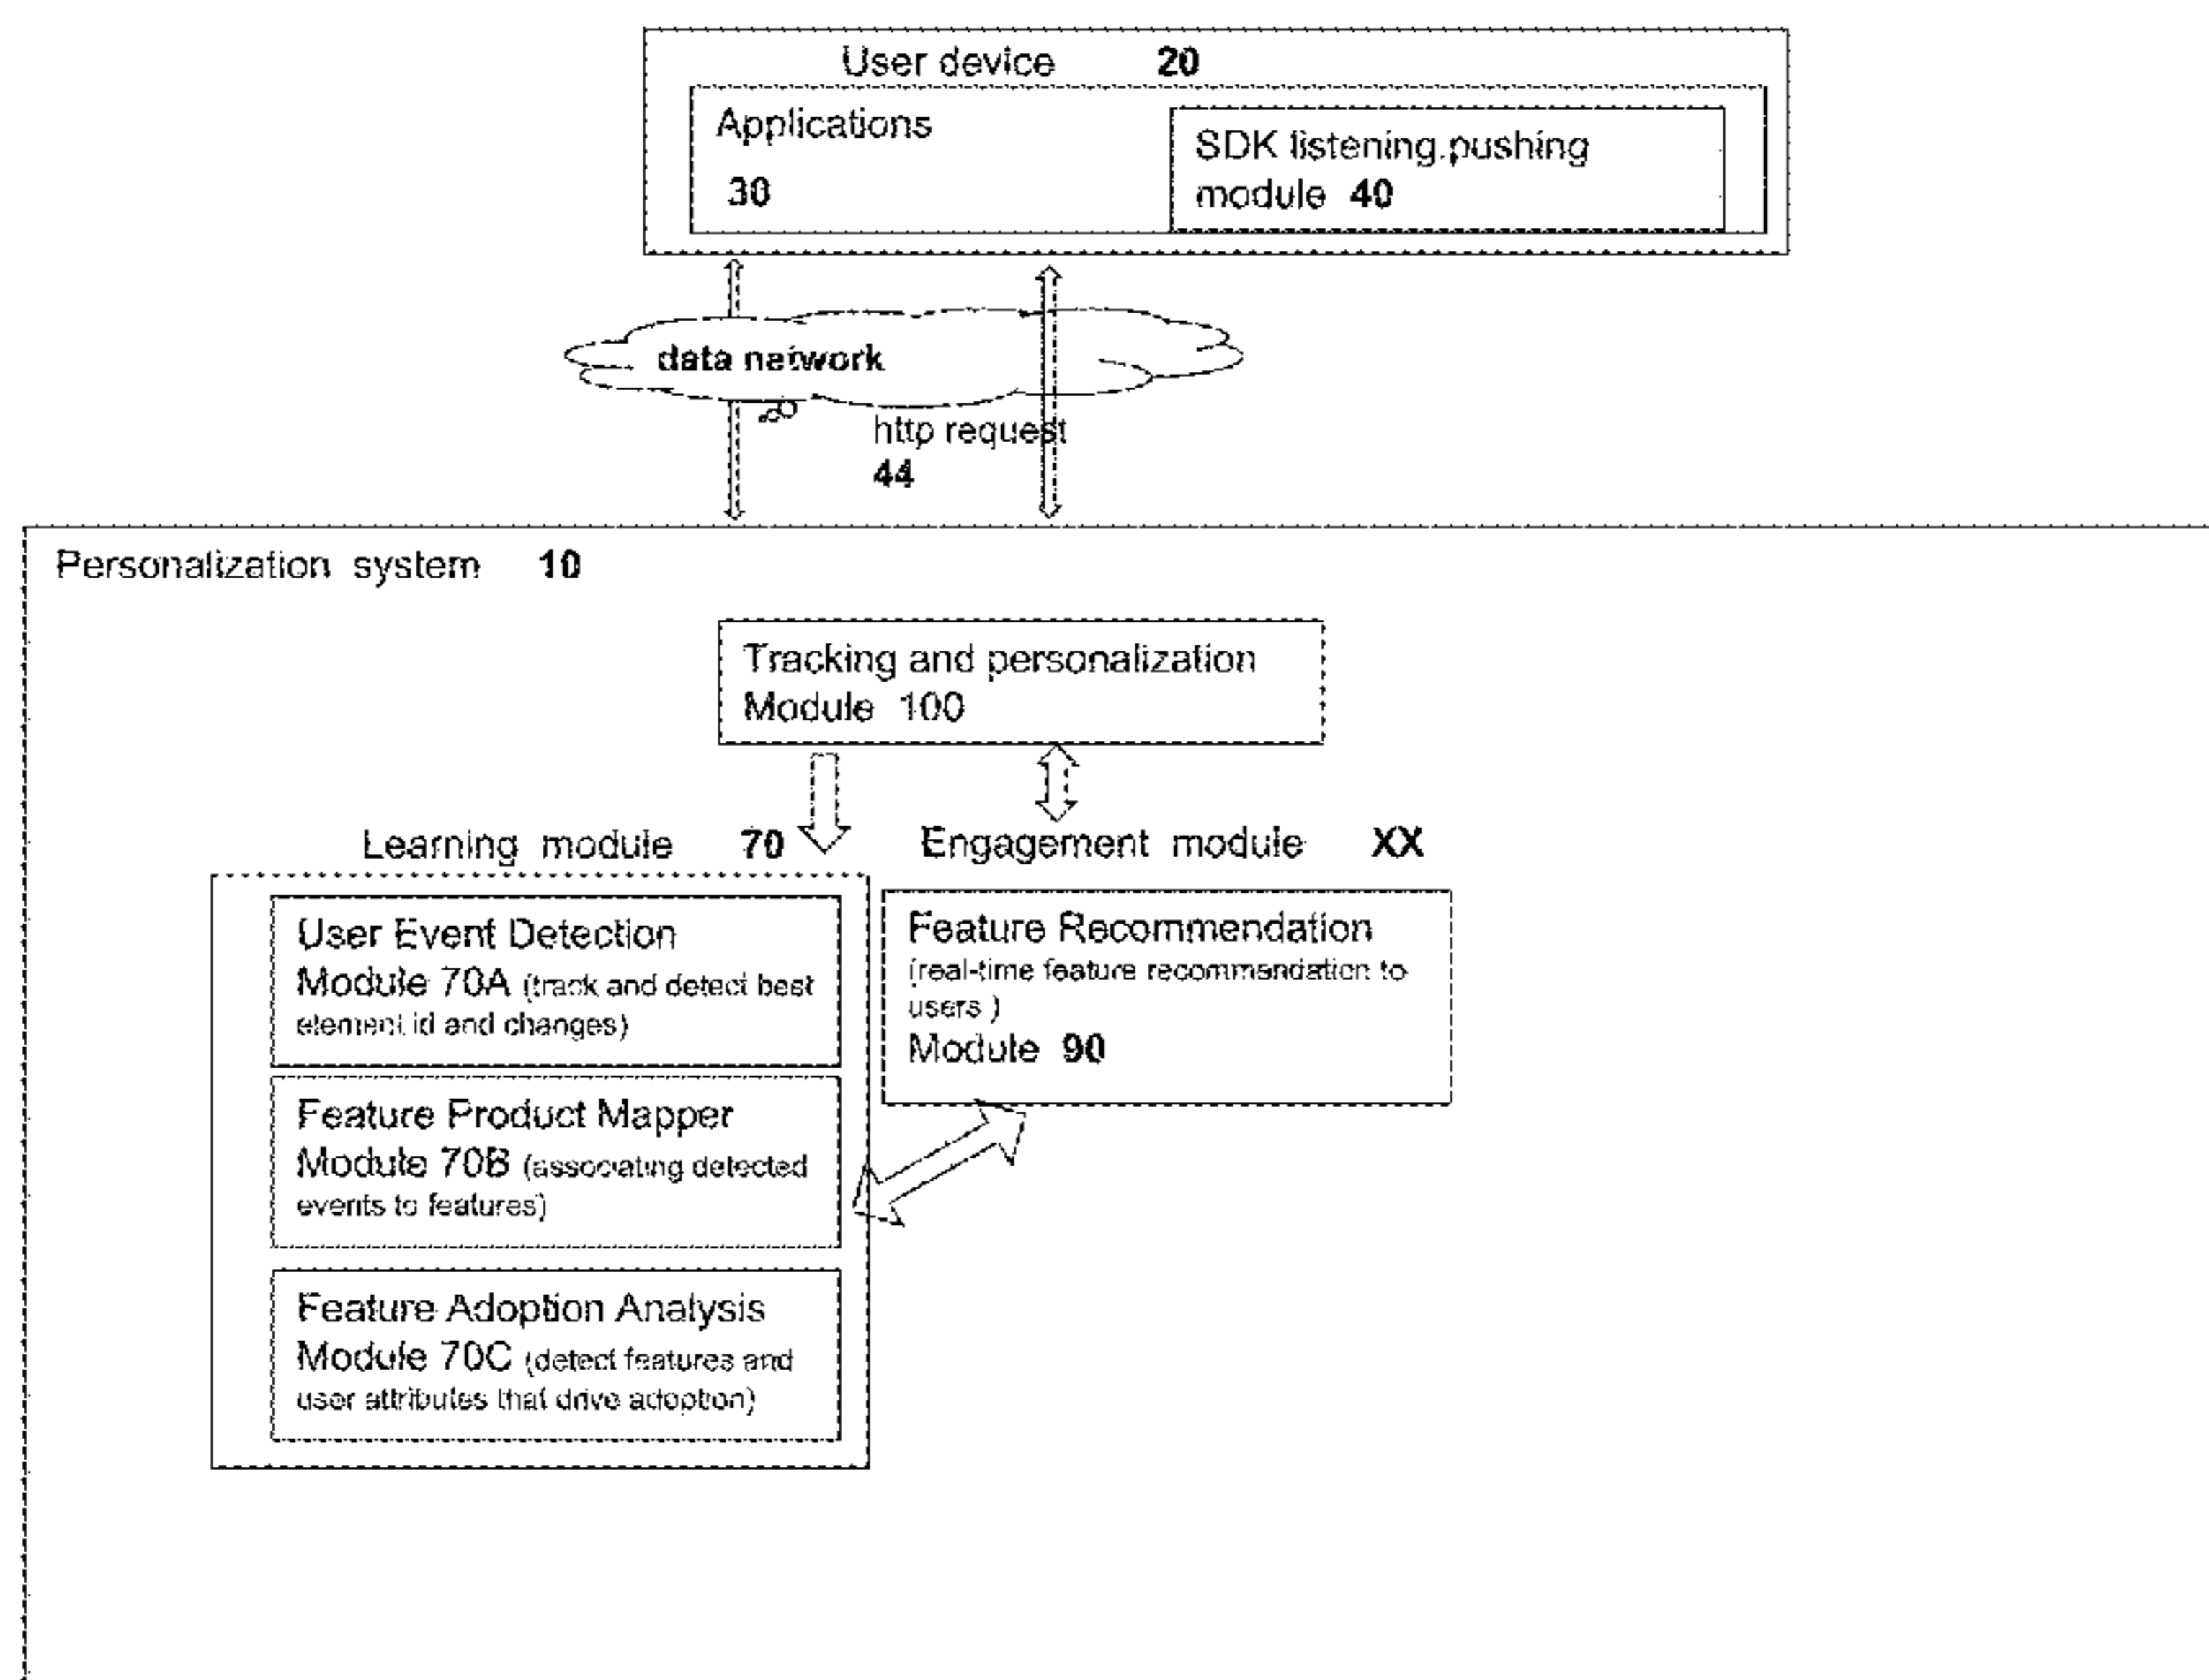 User device 20
Applications
30
SDK listening.pushing
module 40
data network
http request
44
Personalization system 10
Tracking and personalization
Module 100
Learning module 70
Engagement module XX
User Event Detection
Module 70A (track and detect best
element id and changes)
Feature Product Mapper
Module 70B (associating detected
events to features)
Feature Adoption Analysis
Module 70C (detect features and
user attributes that drive adoption)
Feature Recommendation
(real-time feature recommendation to
users )
Module 90